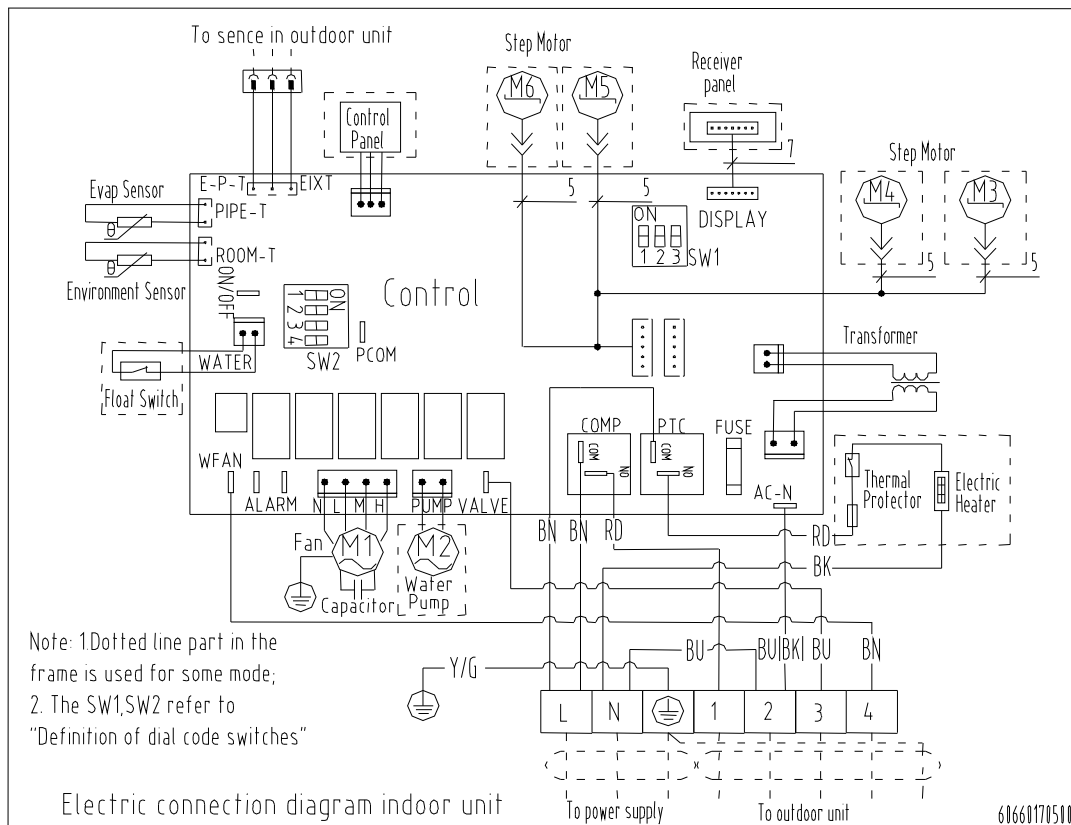 To sence in outdoor unit
Step Motor
M6
M5
Receiver
panel
7
Control
Panel
Step Motor
M4
M3
E-P-T
EIXT
5
5
5
5
Evap Sensor
PIPE-T
θ
ROOM-T
θ
Environment Sensor
ON/OFF
DISPLAY
ON
1 2 3
SW1
Control
ON
1
2
3
4
SW2
PCOM
WATER
Float Switch
Transformer
COMP
COM
NO
PTC
COM
NO
FUSE
WFAN
ALARM
N L M H
PUMP
VALVE
AC-N
Thermal
Protector
Electric
Heater
BN
BN
RD
RD
BK
Fan
M1
M2
Capacitor
Water
Pump
Note: 1.Dotted line part in the
frame is used for some mode;
2. The SW1,SW2 refer to
"Definition of dial code switches"
Y/G
BU
BU
BK
BU
BN
L
N
1
2
3
4
To power supply
To outdoor unit
Electric connection diagram indoor unit
60660170500